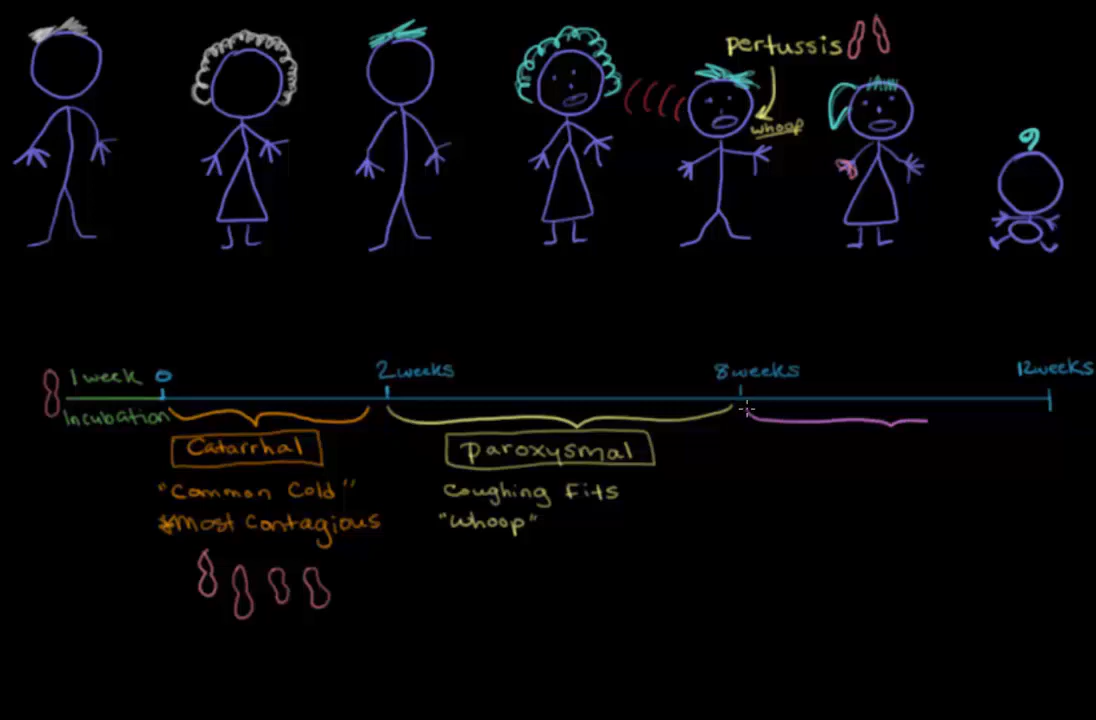 pertussis
whoop
1 week 0 2 weeks 8 weeks 12 weeks
Incubation
Catarrhal paroxysmal
"Common Cold" Coughing Fits
*Most Contagious "Whoop"